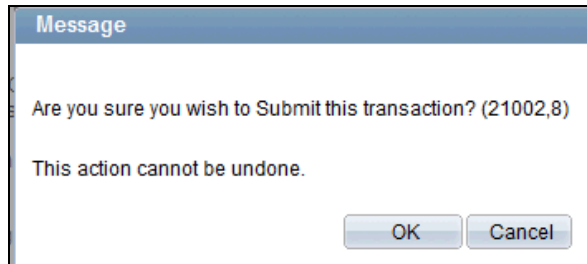 Message
Are you sure you wish to Submit this transaction? (21002,8)
This action cannot be undone.
OK Cancel